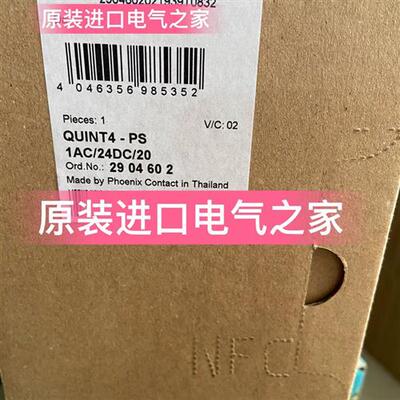 原装进口电气之家
4 046356 985352
Pieces: 1
V/C: 02
QUINT4 - PS
1AC/24DC/20
Ord.No.: 29 04 60 2
Made by Phoenix Contact in Thailand
原装进口电气之家
NFC